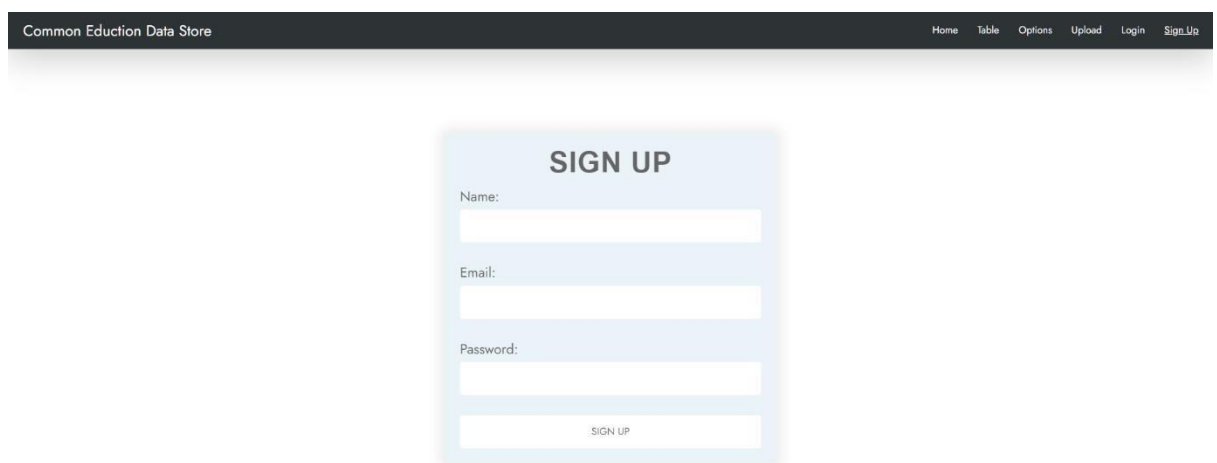 Common Eduction Data Store Home Table Options Upload Login Sign Up
SIGN UP
Name:
Email:
Password:
SIGN UP